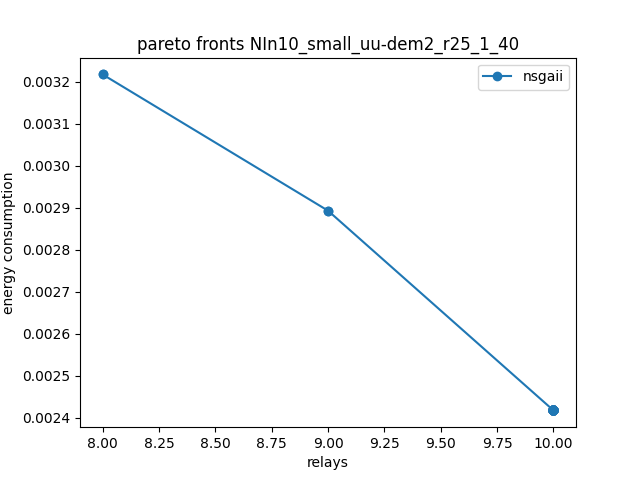 pareto fronts NIn10_small_uu-dem2_r25_1_40
nsgaii
energy consumption
0.0032
0.0031
0.0030
0.0029
0.0028
0.0027
0.0026
0.0025
0.0024
8.00 8.25 8.50 8.75 9.00 9.25 9.50 9.75 10.00
relays